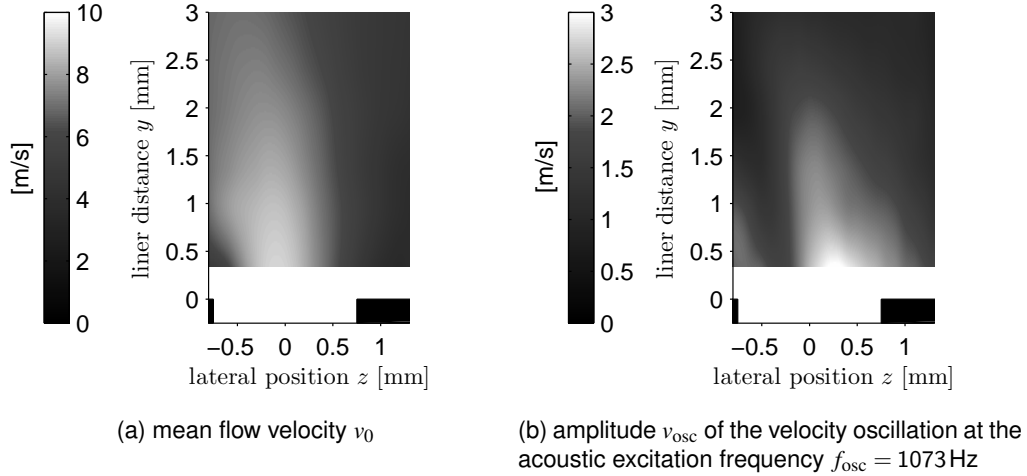 10
8
6
4
2
0
[m/s]
3
2.5
2
1.5
1
0.5
0
liner distance y [mm]
−0.5 0 0.5 1
lateral position z [mm]
(a) mean flow velocity v₀
3
2.5
2
1.5
1
0.5
0
[m/s]
3
2.5
2
1.5
1
0.5
0
liner distance y [mm]
−0.5 0 0.5 1
lateral position z [mm]
(b) amplitude vosc of the velocity oscillation at the
acoustic excitation frequency fosc = 1073 Hz